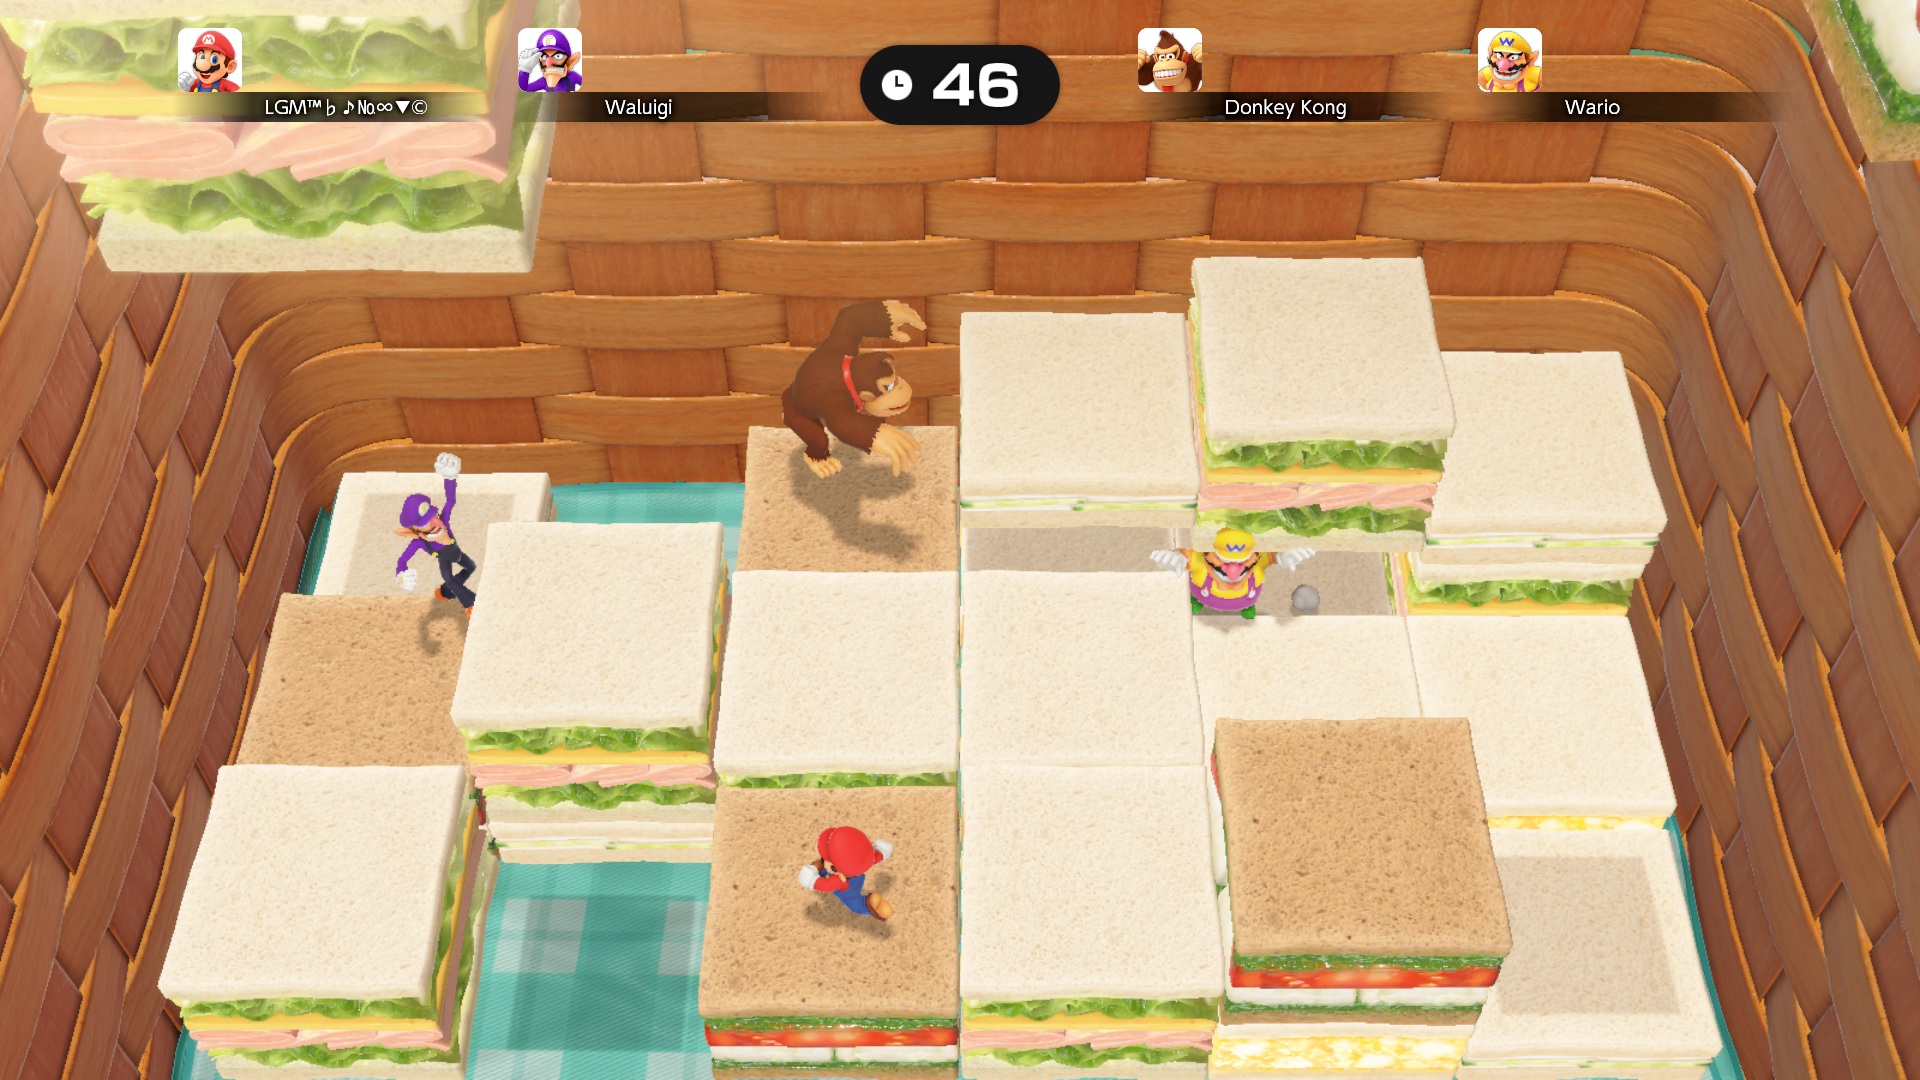 46
LGM™♭♪№∞▼©
Waluigi
Donkey Kong
Wario